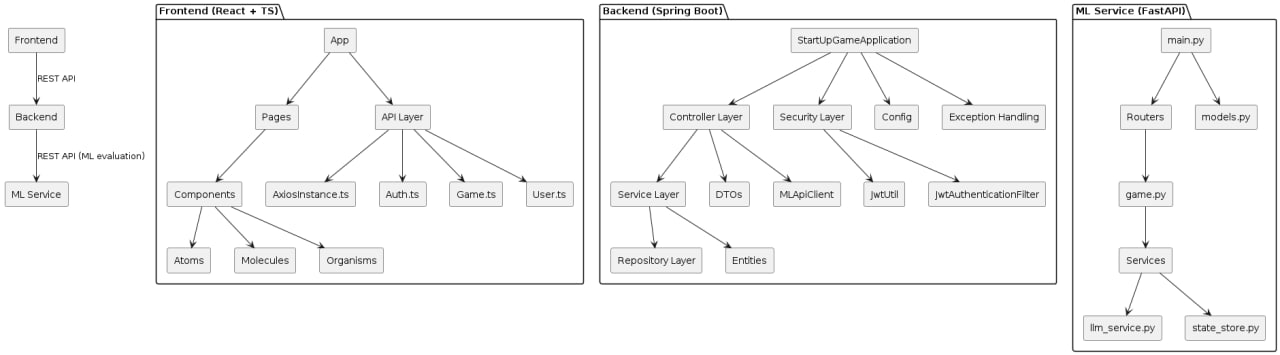 Frontend
REST API
Backend
REST API (ML evaluation)
ML Service
Frontend (React + TS)
App
Pages
API Layer
Components
AxiosInstance.ts
Auth.ts
Game.ts
User.ts
Atoms
Molecules
Organisms
Backend (Spring Boot)
StartUpGameApplication
Controller Layer
Security Layer
Config
Exception Handling
Service Layer
DTOs
MLApiClient
JwtUtil
JwtAuthenticationFilter
Repository Layer
Entities
ML Service (FastAPI)
main.py
Routers
models.py
game.py
Services
llm_service.py
state_store.py